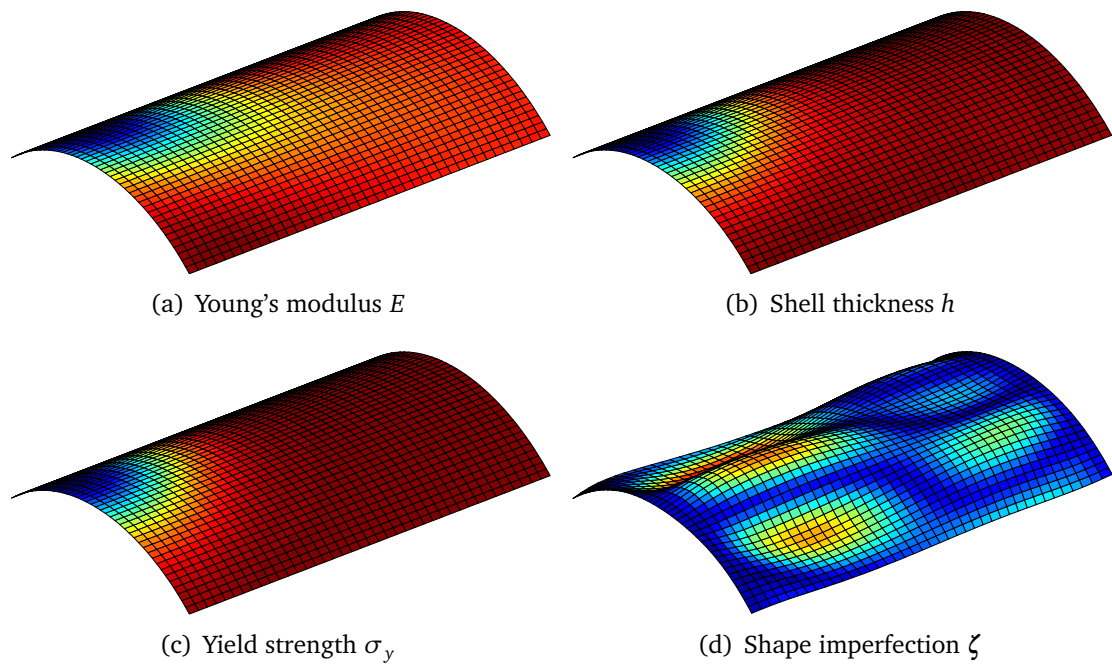 (a) Young's modulus E
(b) Shell thickness h
(c) Yield strength σ_y
(d) Shape imperfection ζ